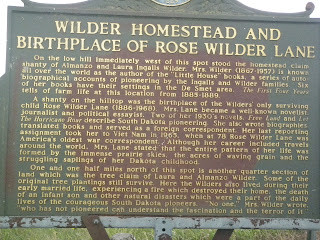 WILDER HOMESTEAD AND
BIRTHPLACE OF ROSE WILDER LANE
On the low hill immediately west of this spot stood the homestead claim
shanty of Almanzo and Laura Ingalls Wilder. Mrs. Wilder (1867-1957) is known
all over the world as the author of the "Little House" books, a series of auto-
biographical accounts of pioneering by the Ingalls and Wilder families. Six
of her books have their settings in the De Smet area. The First Four Years
tells of farm life at this location from 1885-1889.
A shanty on the hilltop was the birthplace of the Wilders' only surviving
child Rose Wilder Lane (1886-1968). Mrs. Lane became a well-known novelist,
journalist and political essayist. Two of her 1930's novels, Free Land and Let
The Hurricane Roar describe South Dakota pioneering. She also wrote biography,
translated books and served as a foreign correspondent. Her last reporting
assignment took her to Viet Nam in 1965, when at 78 Rose Wilder Lane was
America's oldest war correspondent. Although her career included travels
around the world, Mrs. Lane stated that the entire pattern of her life was
formed by the immense prairie skies, the acres of waving grain and the
struggling saplings of her Dakota childhood.
One and one half miles north of this spot is another quarter section of
land which was the tree claim of Laura and Almanzo Wilder. Some of the
original tree plantings still survive. Here the Wilders also lived during their
early married life, experiencing a fire which destroyed their home, the death
of an infant son and other natural disasters which were a part of the daily
lives of the courageous South Dakota pioneers. "No one", Mrs. Wilder wrote,
"who has not pioneered can understand the fascination and the terror of it."